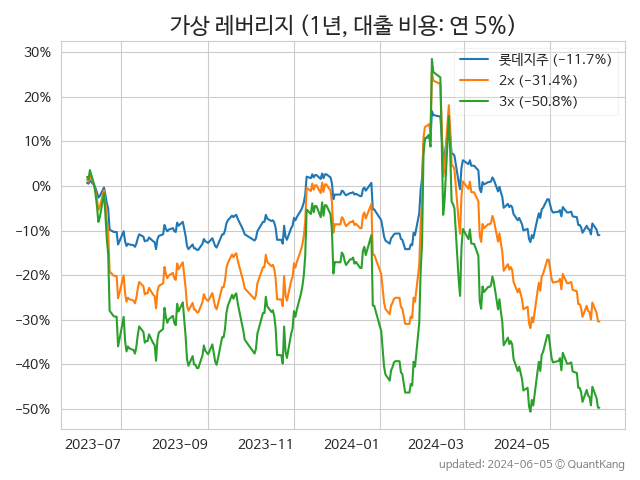 가상 레버리지 (1년, 대출 비용: 연 5%)
롯데지주 (−11.7%)
2x (−31.4%)
3x (−50.8%)
30%
20%
10%
0%
−10%
−20%
−30%
−40%
−50%
2023-07 2023-09 2023-11 2024-01 2024-03 2024-05
updated: 2024-06-05 © QuantKang